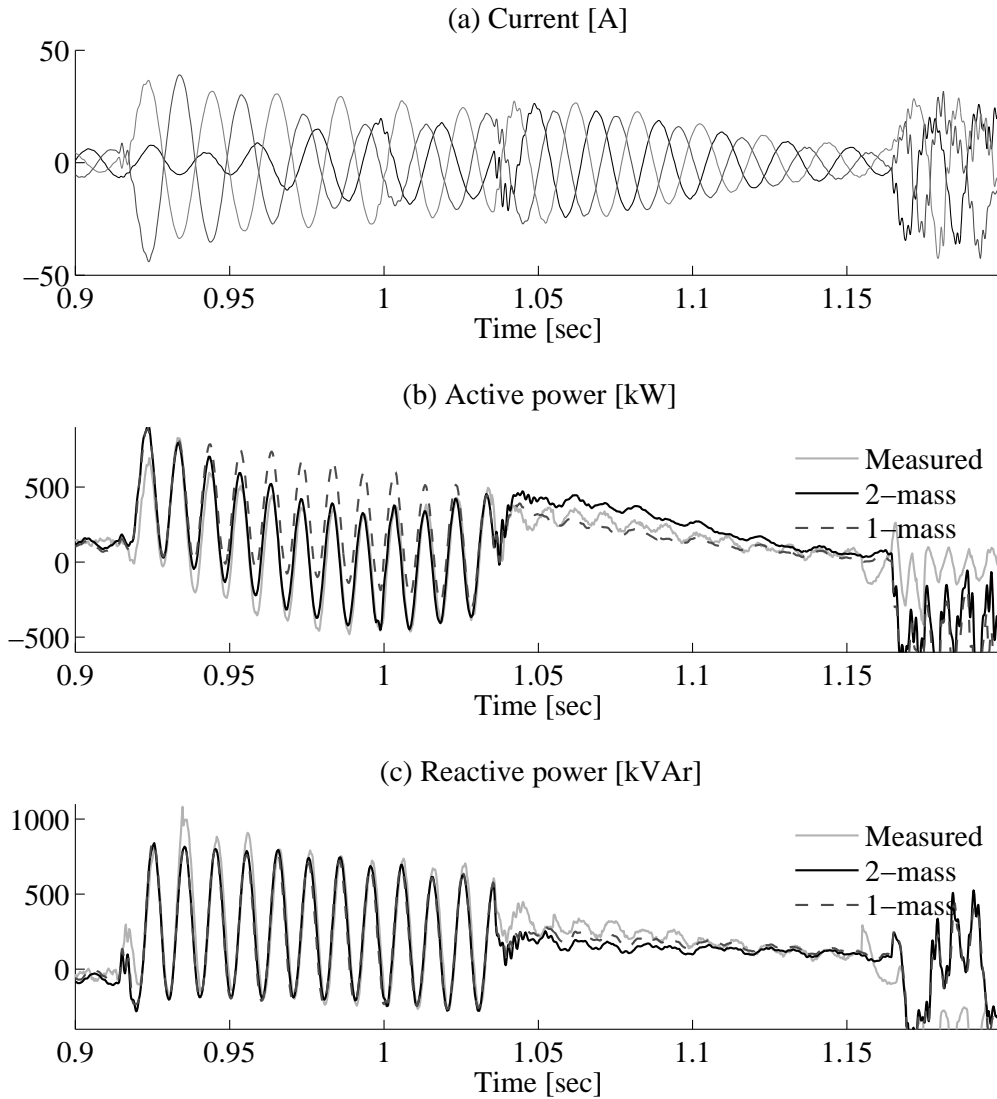 (a) Current [A]
50
0
−50
0.9 0.95 1 1.05 1.1 1.15
Time [sec]
(b) Active power [kW]
500
0
−500
Measured
2−mass
1−mass
0.9 0.95 1 1.05 1.1 1.15
Time [sec]
(c) Reactive power [kVAr]
1000
500
0
Measured
2−mass
1−mass
0.9 0.95 1 1.05 1.1 1.15
Time [sec]